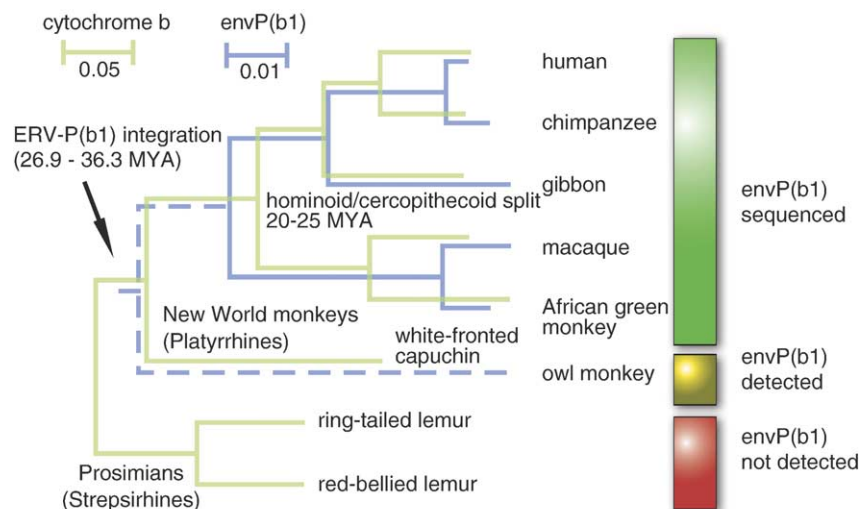 cytochrome b
0.05
envP(b1)
0.01
ERV-P(b1) integration
(26.9 - 36.3 MYA)
human
chimpanzee
gibbon
hominoid/cercopithecoid split
20-25 MYA
macaque
African green
monkey
New World monkeys
(Platyrrhines)
white-fronted
capuchin
owl monkey
ring-tailed lemur
Prosimians
(Strepsirhines)
red-bellied lemur
envP(b1)
sequenced
envP(b1)
detected
envP(b1)
not detected